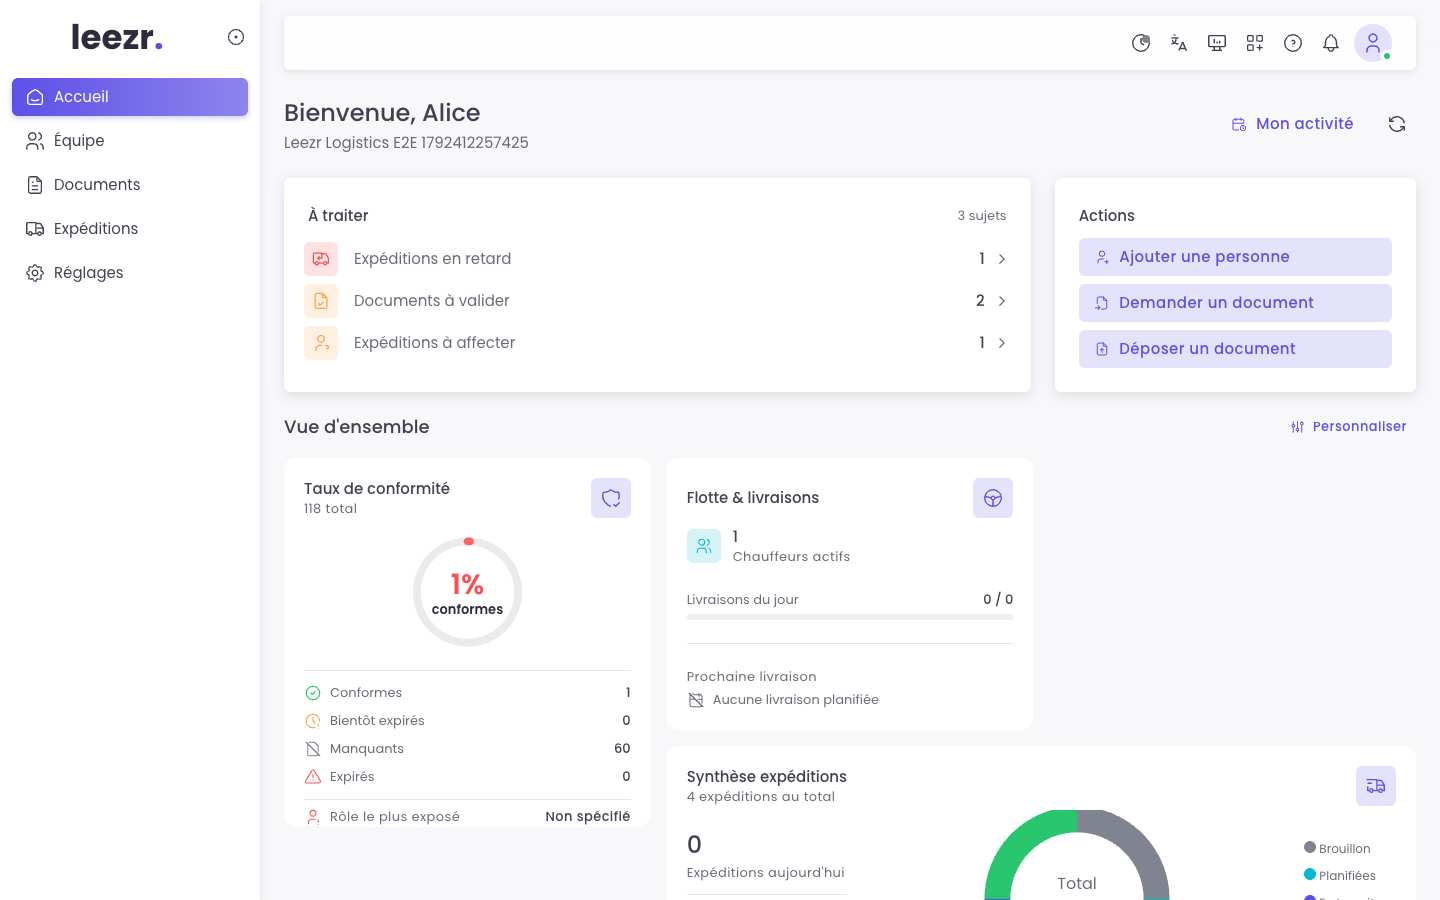 leezr.
Accueil
Équipe
Documents
Expéditions
Réglages
Bienvenue, Alice
Leezr Logistics E2E 1792412257425
Mon activité
À traiter
3 sujets
Expéditions en retard
1
Documents à valider
2
Expéditions à affecter
1
Actions
Ajouter une personne
Demander un document
Déposer un document
Vue d'ensemble
Personnaliser
Taux de conformité
118 total
1%
conformes
Conformes
1
Bientôt expirés
0
Manquants
60
Expirés
0
Rôle le plus exposé
Non spécifié
Flotte & livraisons
1
Chauffeurs actifs
Livraisons du jour
0 / 0
Prochaine livraison
Aucune livraison planifiée
Synthèse expéditions
4 expéditions au total
0
Expéditions aujourd'hui
Total
Brouillon
Planifiées